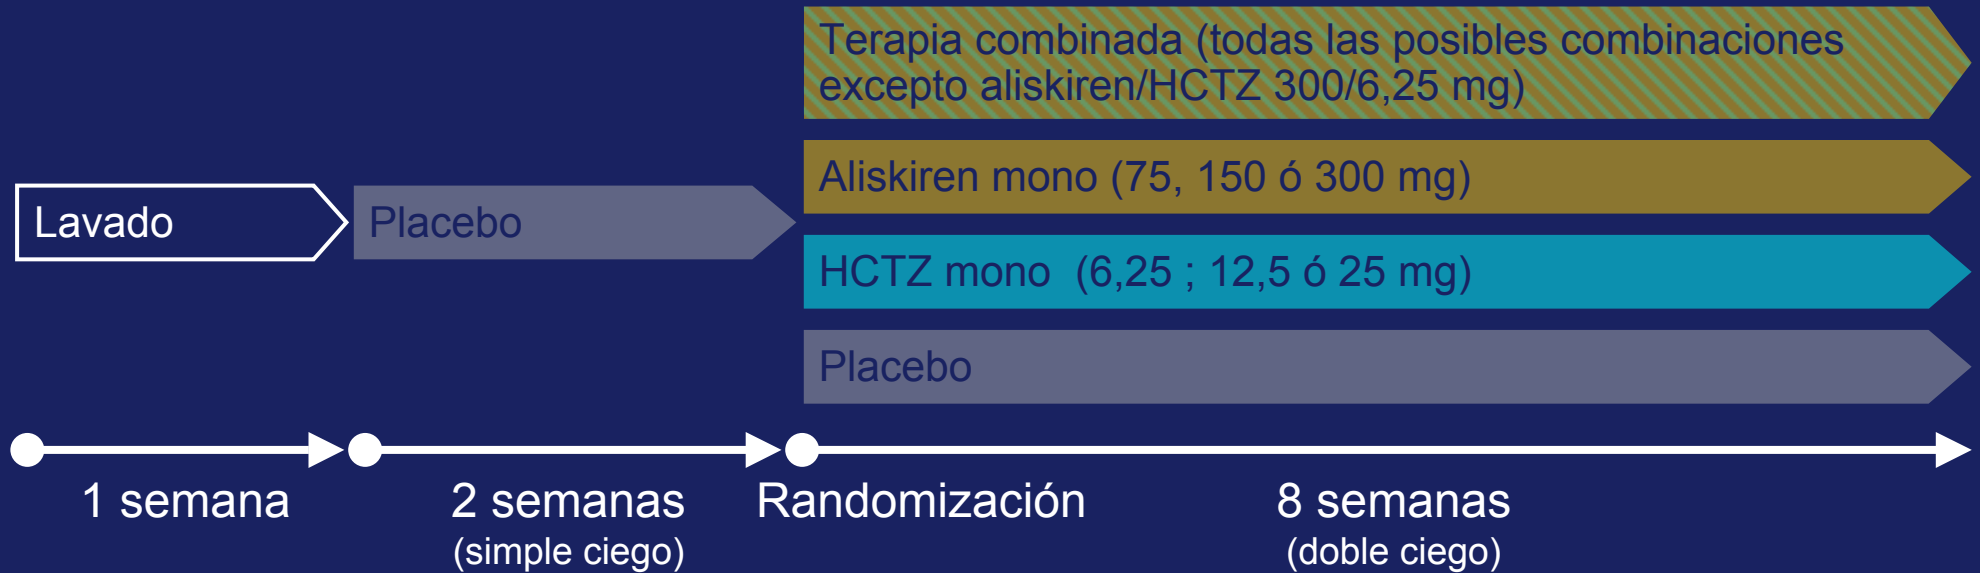 Terapia combinada (todas las posibles combinaciones
excepto aliskiren/HCTZ 300/6,25 mg)
Aliskiren mono (75, 150 ó 300 mg)
Lavado
Placebo
HCTZ mono (6,25 ; 12,5 ó 25 mg)
Placebo
1 semana
2 semanas
(simple ciego)
Randomización
8 semanas
(doble ciego)